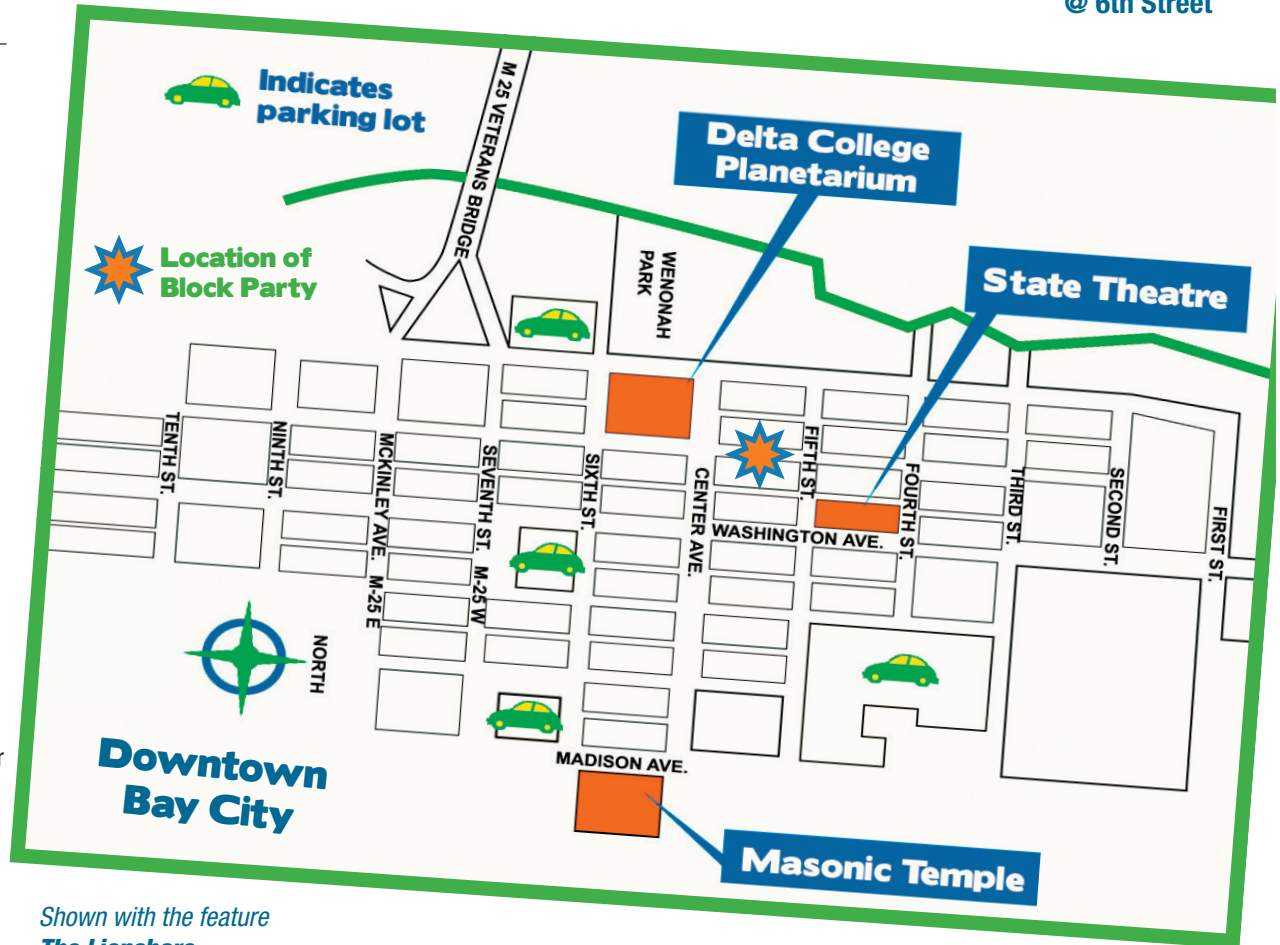 @ 6th Street
Indicates
parking lot
M 25 VETERANS BRIDGE
Delta College
Planetarium
Location of
Block Party
WENONAH
PARK
State Theatre
TENTH ST.
NINTH ST.
MCKINLEY AVE. M-25 E
SEVENTH ST. M-25 W
SIXTH ST.
CENTER AVE.
FIFTH ST.
FOURTH ST.
THIRD ST.
SECOND ST.
FIRST ST.
WASHINGTON AVE.
NORTH
Downtown
Bay City
MADISON AVE.
Masonic Temple
Shown with the feature